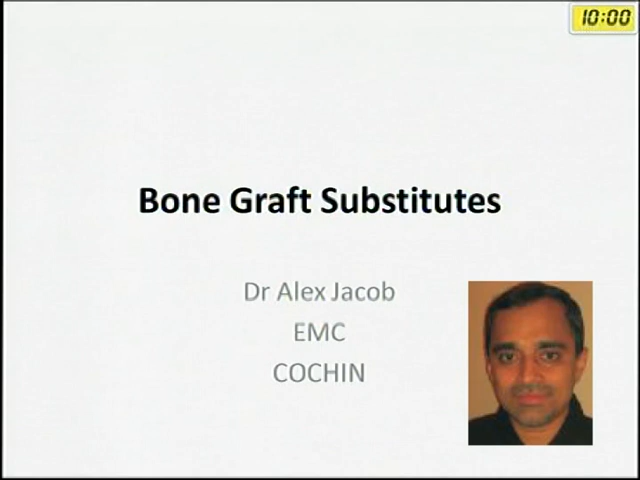 10:00
Bone Graft Substitutes
Dr Alex Jacob
EMC
COCHIN